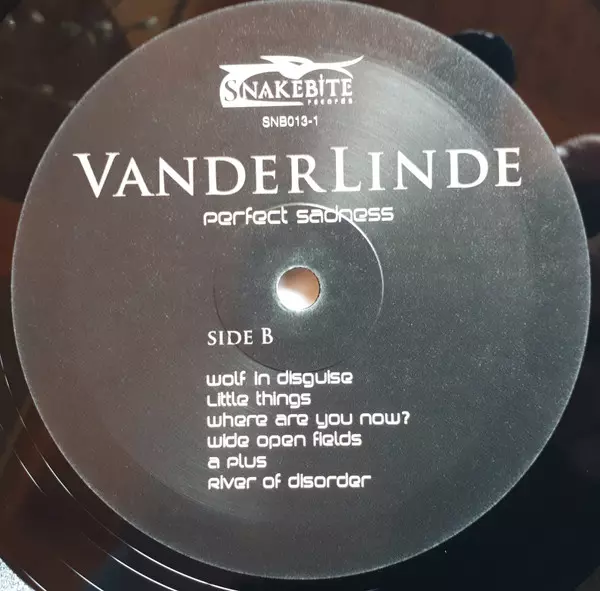 SNAKEBITE
records
SNB013-1
VANDERLINDE
perfect sadness
SIDE B
wolf in disguise
Little things
where are you now?
wide open fields
a plus
River of disorder